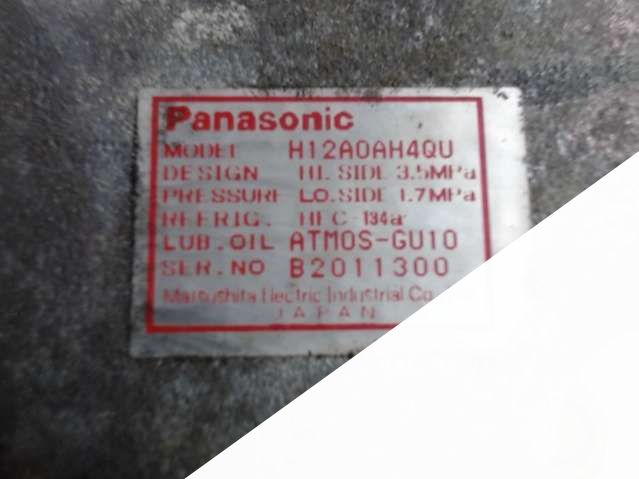 Panasonic
MODEL H12A0AH4QU
DESIGN HI.SIDE 3.5MPa
PRESSURE LO.SIDE 1.7MPa
REFRIG. HFC-134a
LUB.OIL ATMOS-GU10
SER.NO B2011300
Matsushita Electric Industrial Co
JAPAN